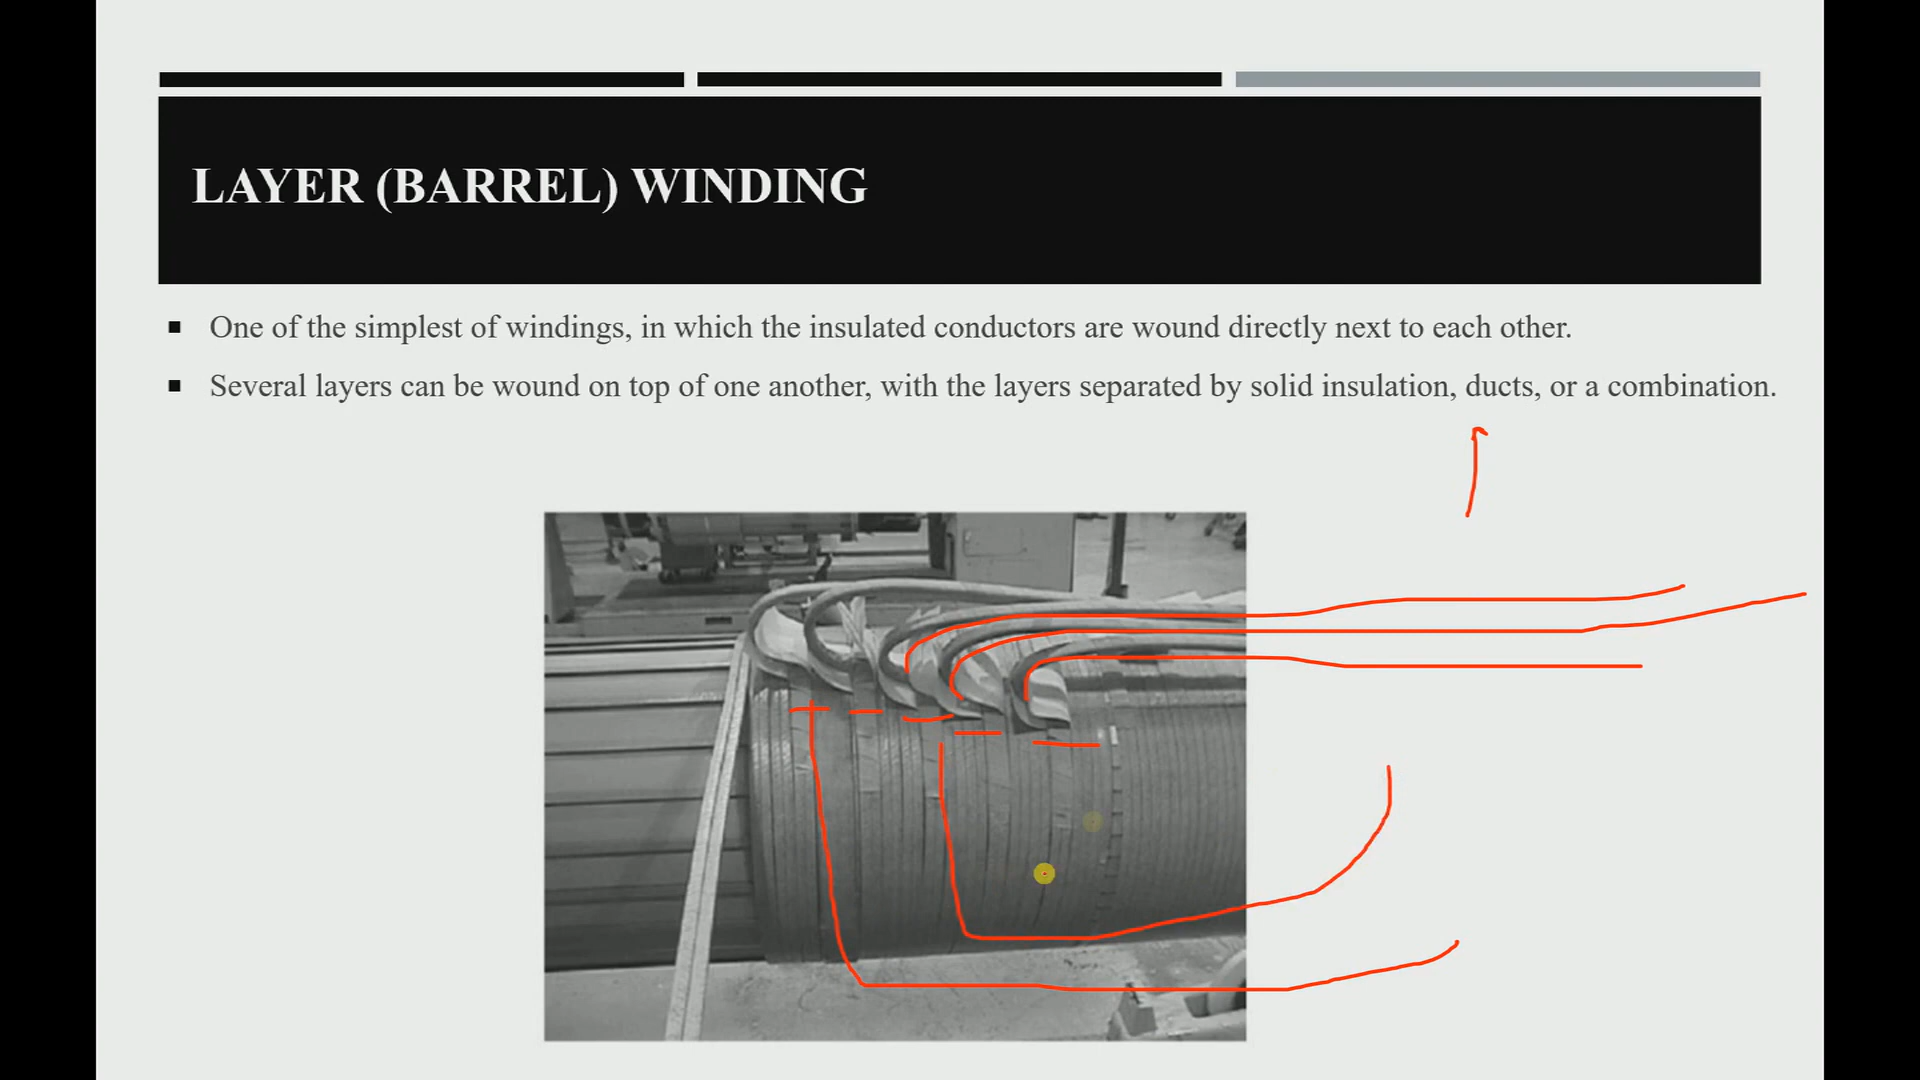 LAYER (BARREL) WINDING
One of the simplest of windings, in which the insulated conductors are wound directly next to each other.
Several layers can be wound on top of one another, with the layers separated by solid insulation, ducts, or a combination.